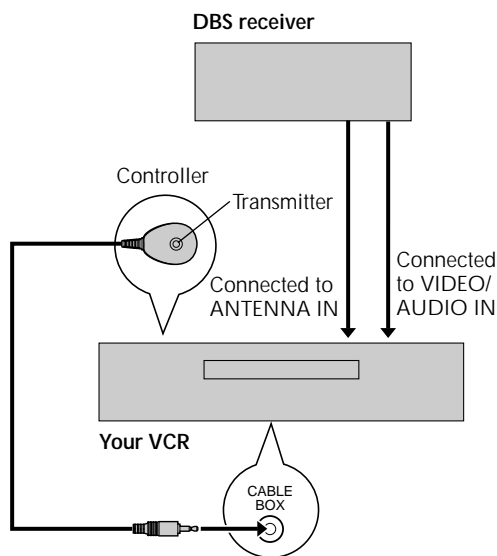 DBS receiver
Controller
Transmitter
Connected to
ANTENNA IN
Connected
to VIDEO/
AUDIO IN
Your VCR
CABLE
BOX